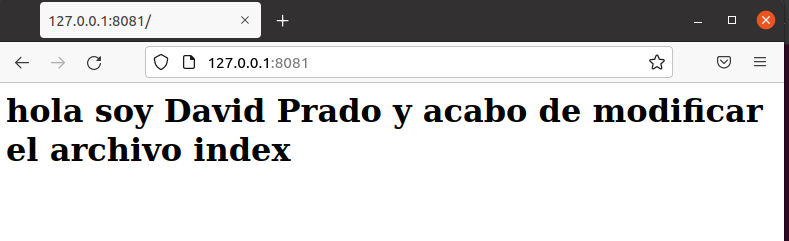 127.0.0.1:8081/
127.0.0.1:8081
hola soy David Prado y acabo de modificar
el archivo index